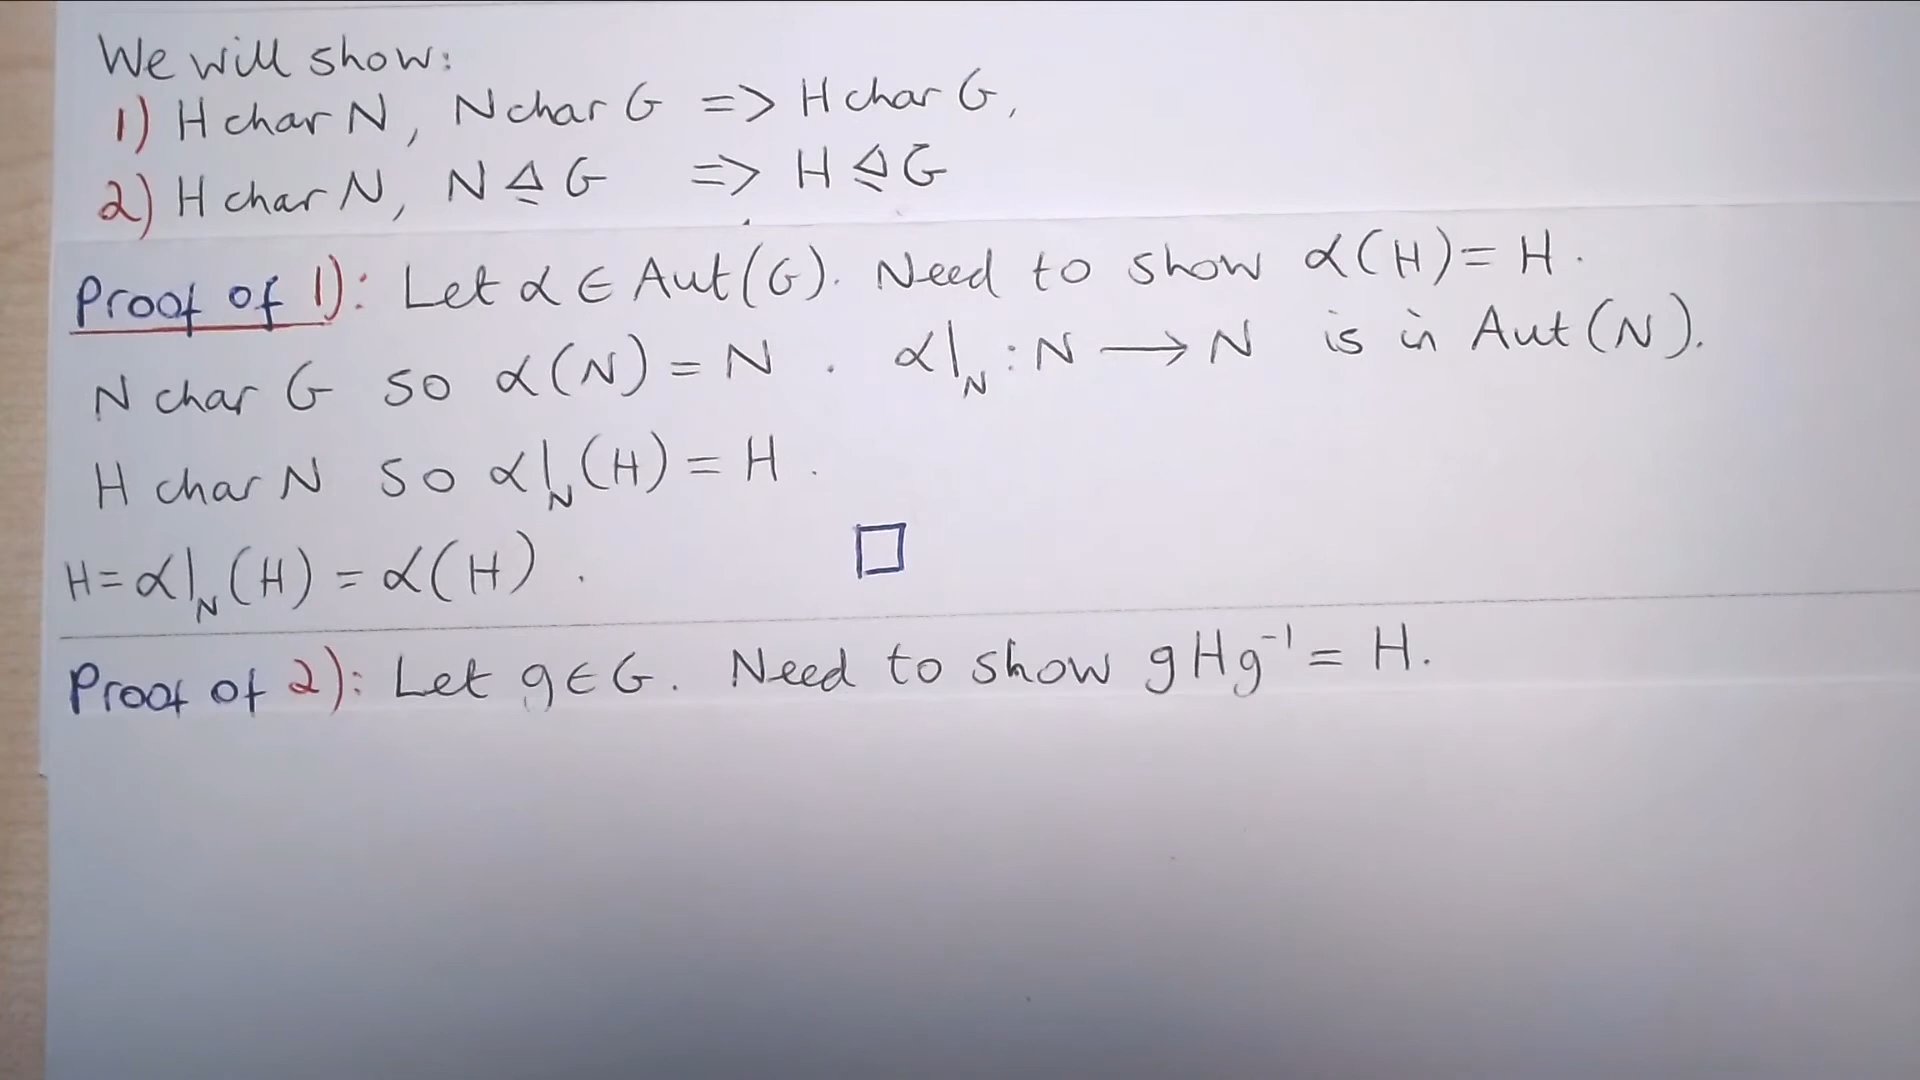 We will show:
1) H char N, N char G => H char G,
2) H char N, N ⊴ G => H ⊴ G
Proof of 1): Let α ∈ Aut(G). Need to show α(H) = H.
N char G so α(N) = N. α|_N : N → N is in Aut(N).
H char N so α|_N(H) = H.
H = α|_N(H) = α(H). □
Proof of 2): Let g ∈ G. Need to show gHg⁻¹ = H.